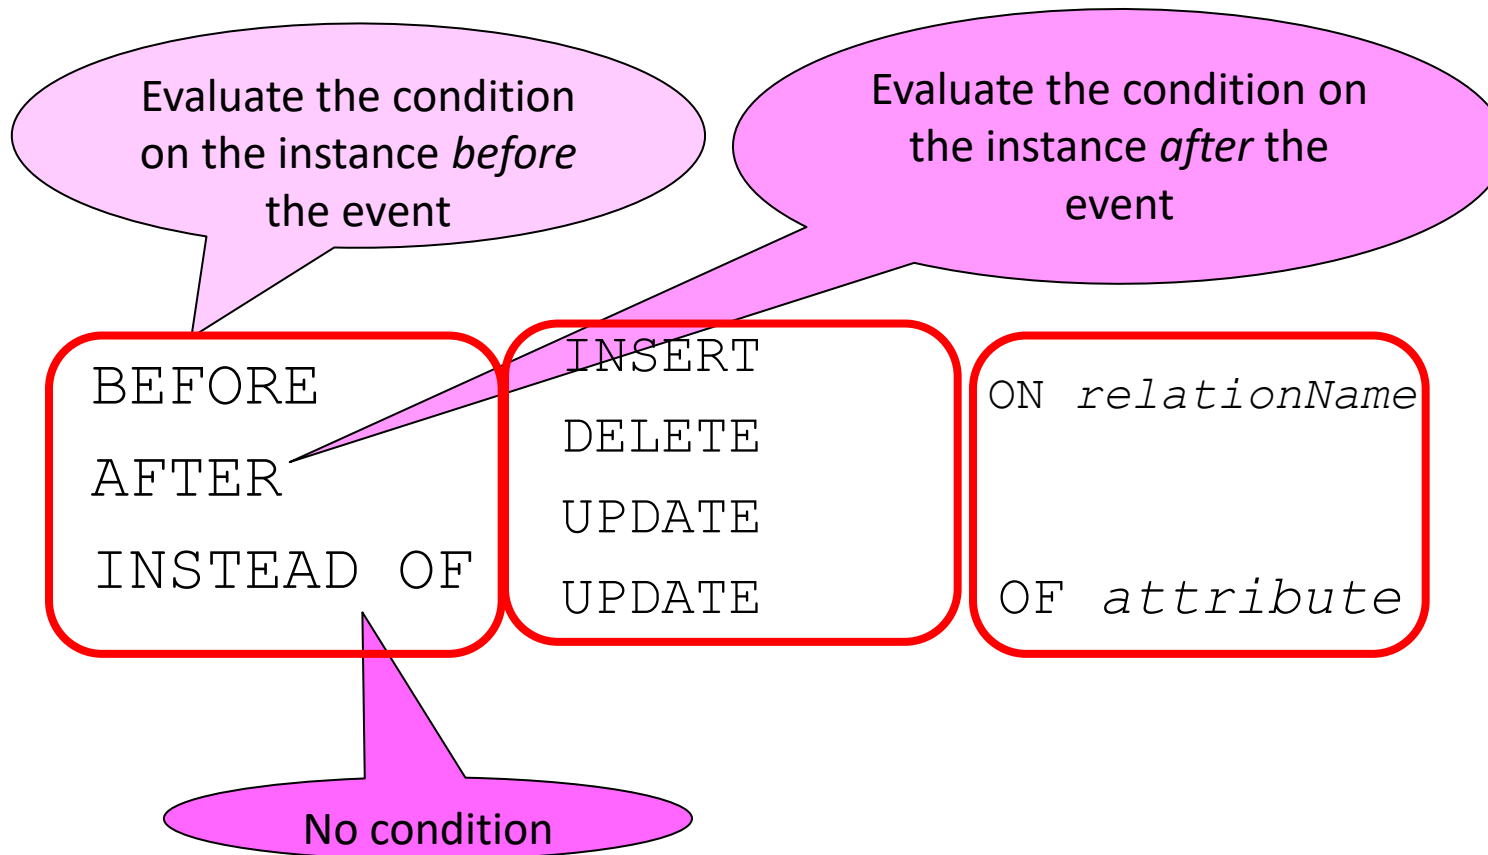 Evaluate the condition
on the instance before
the event
Evaluate the condition on
the instance after the
event
BEFORE
AFTER
INSTEAD OF
INSERT
DELETE
UPDATE
UPDATE
ON relationName
OF attribute
No condition